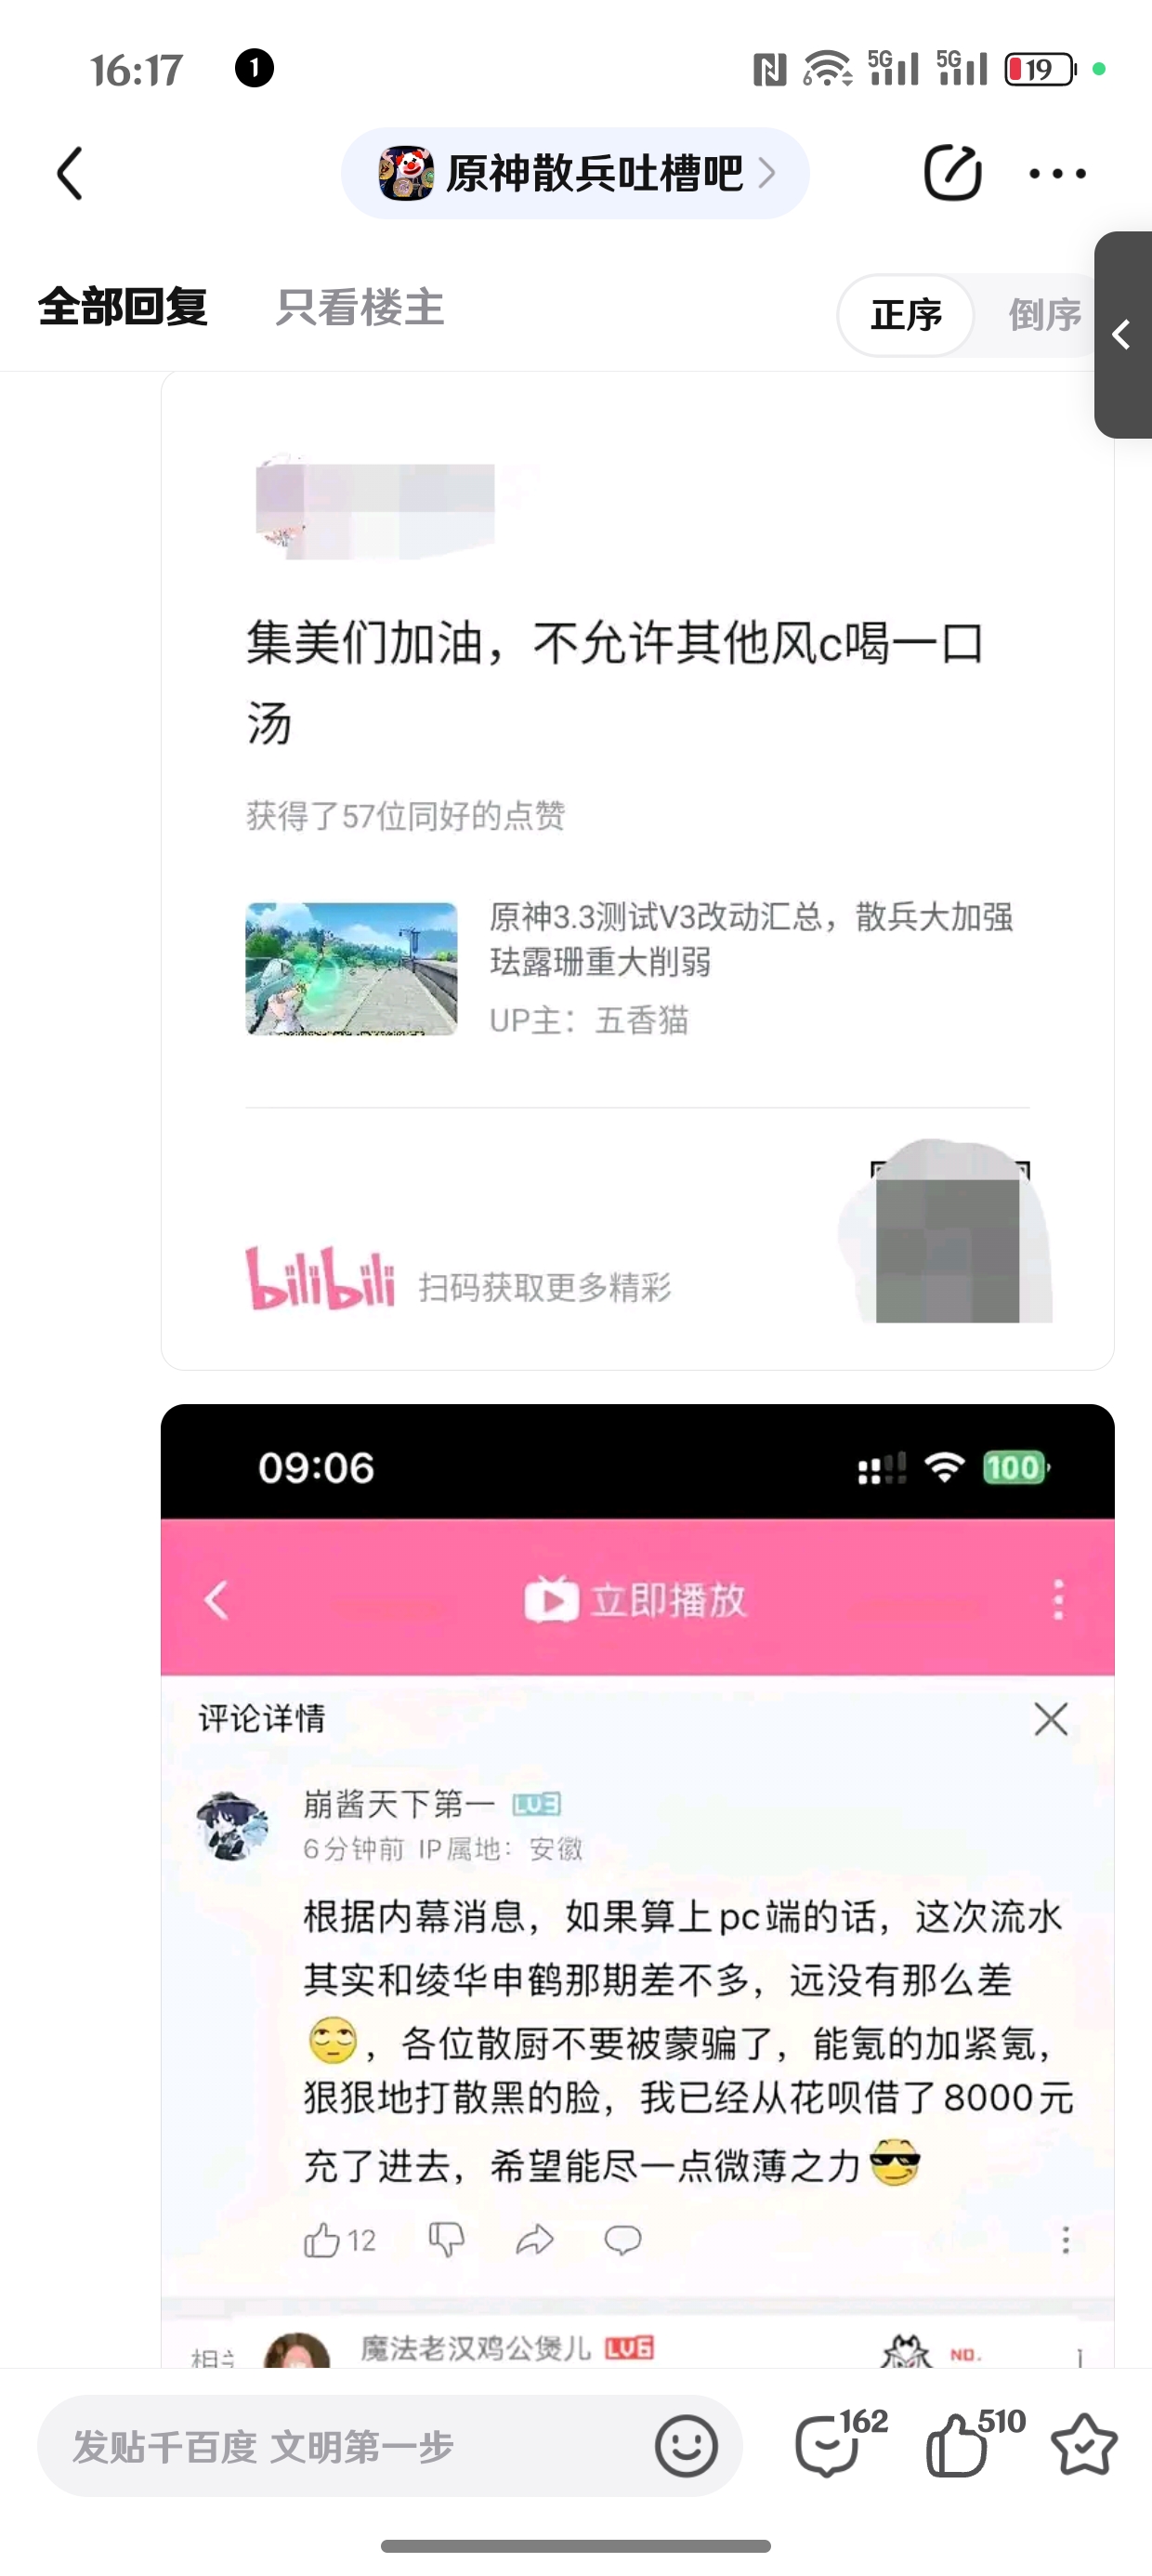 16:17
1
6
5G
5G
19
原神散兵吐槽吧
全部回复
只看楼主
正序
倒序
集美们加油，不允许其他风c喝一口
汤
获得了57位同好的点赞
原神3.3测试V3改动汇总，散兵大加强
珐露珊重大削弱
UP主：五香猫
bilibili
扫码获取更多精彩
09:06
100
立即播放
评论详情
崩酱天下第一 LV3
6分钟前 IP属地：安徽
根据内幕消息，如果算上pc端的话，这次流水
其实和绫华申鹤那期差不多，远没有那么差
🙄，各位散厨不要被蒙骗了，能氪的加紧氪，
狠狠地打散黑的脸，我已经从花呗借了8000元
充了进去，希望能尽一点微薄之力😎
12
魔法老汉鸡公煲儿 LV6
NO.
发贴千百度 文明第一步
162
510